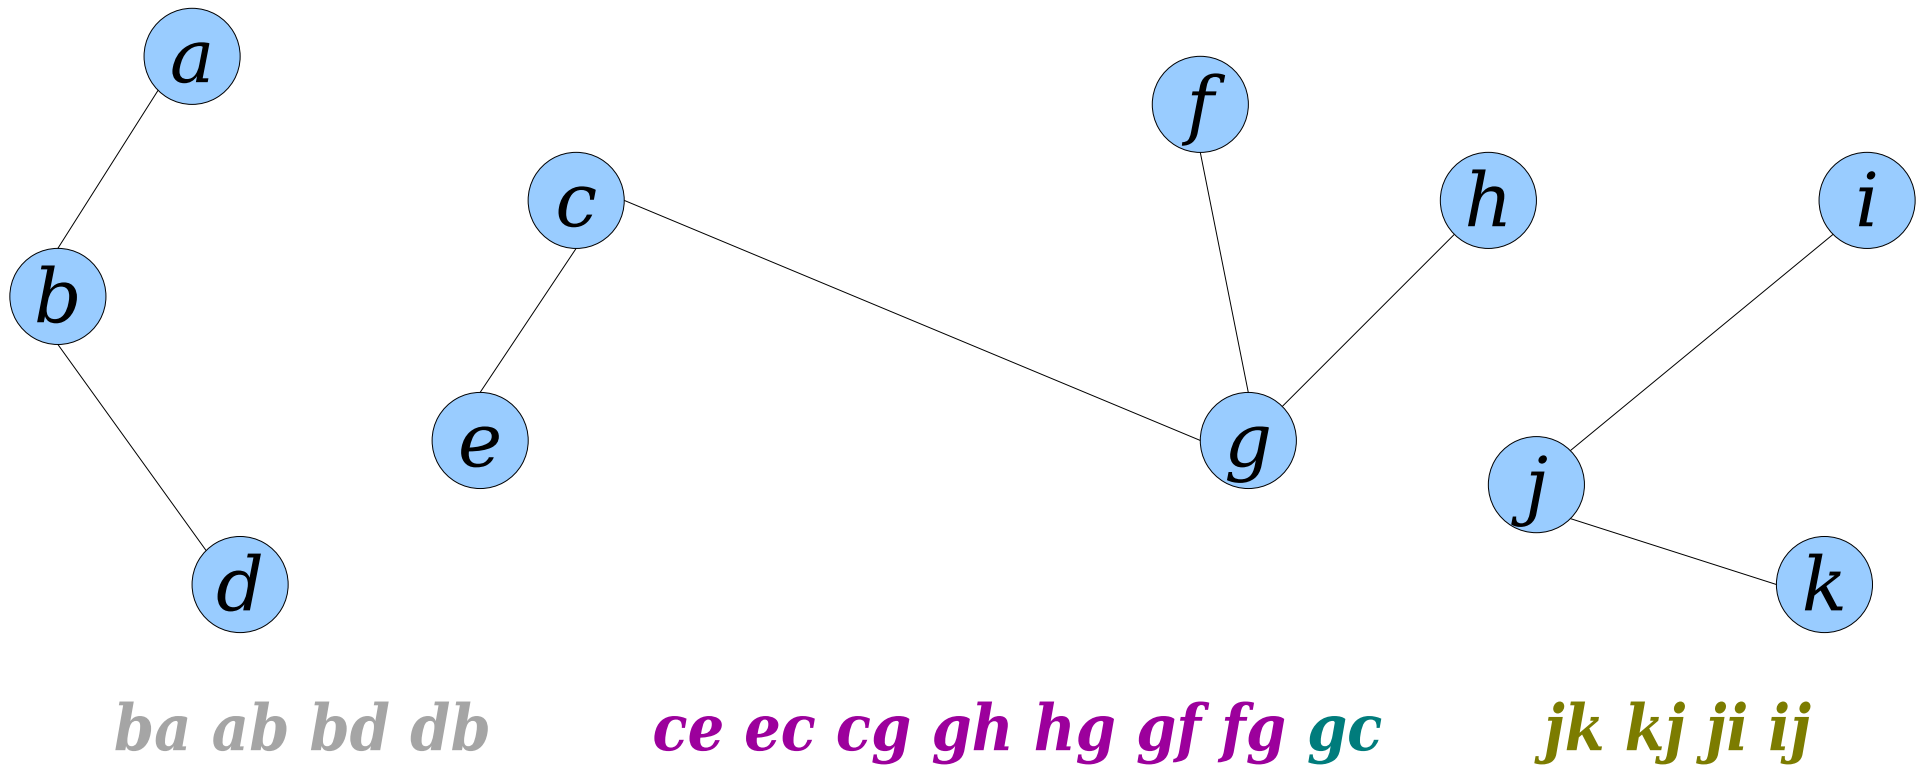 a
f
c
h
i
b
e
g
j
d
k
ba ab bd db
ce ec cg gh hg gf fg gc
jk kj ji ij